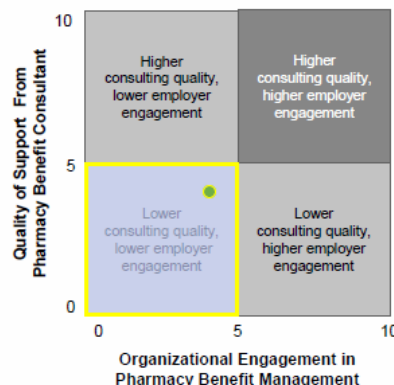 Quality of Support From
Pharmacy Benefit Consultant
10
5
0
Higher
consulting quality,
lower employer
engagement
Higher
consulting quality,
higher employer
engagement
Lower
consulting quality,
lower employer
engagement
Lower
consulting quality,
higher employer
engagement
0
5
10
Organizational Engagement in
Pharmacy Benefit Management